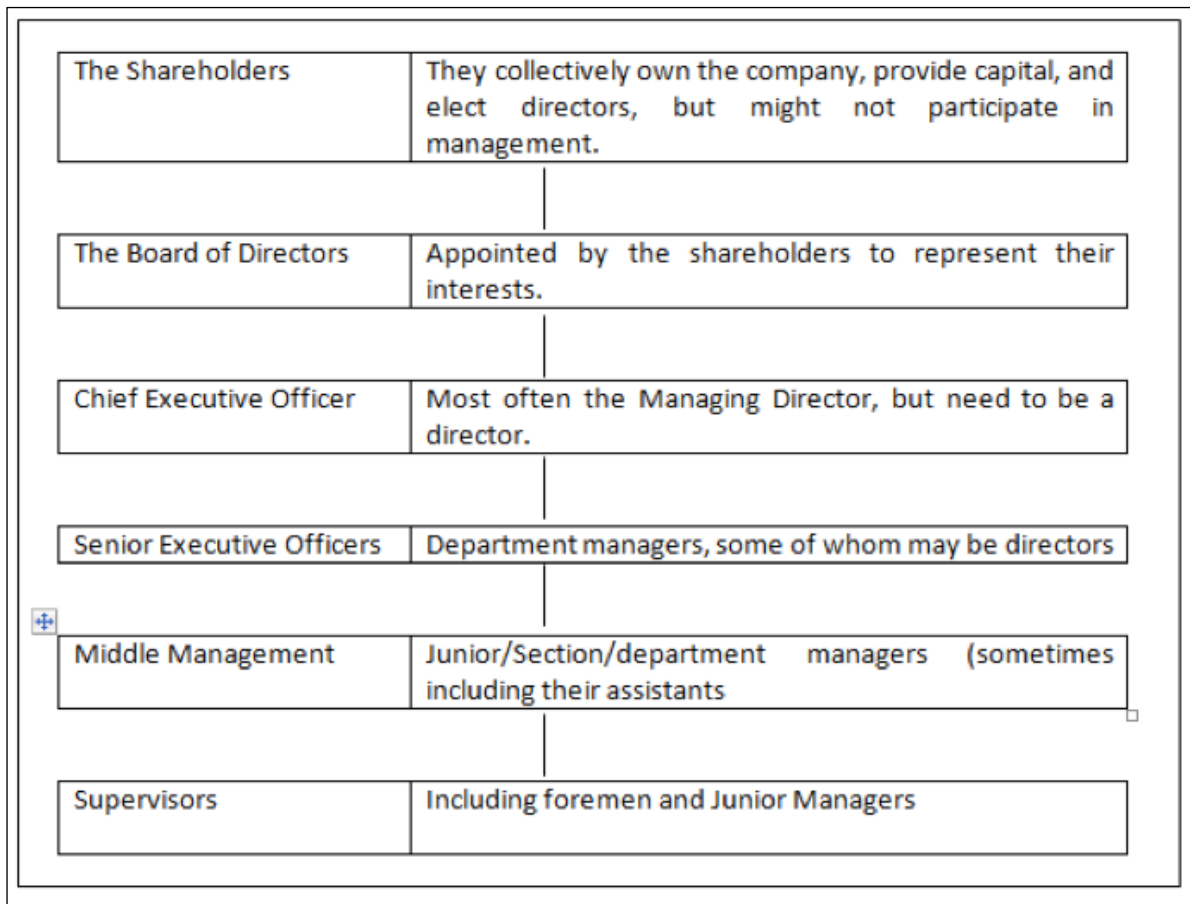 The Shareholders
They collectively own the company, provide capital, and
elect directors, but might not participate in
management.
The Board of Directors
Appointed by the shareholders to represent their
interests.
Chief Executive Officer
Most often the Managing Director, but need to be a
director.
Senior Executive Officers
Department managers, some of whom may be directors
Middle Management
Junior/Section/department managers (sometimes
including their assistants
Supervisors
Including foremen and Junior Managers